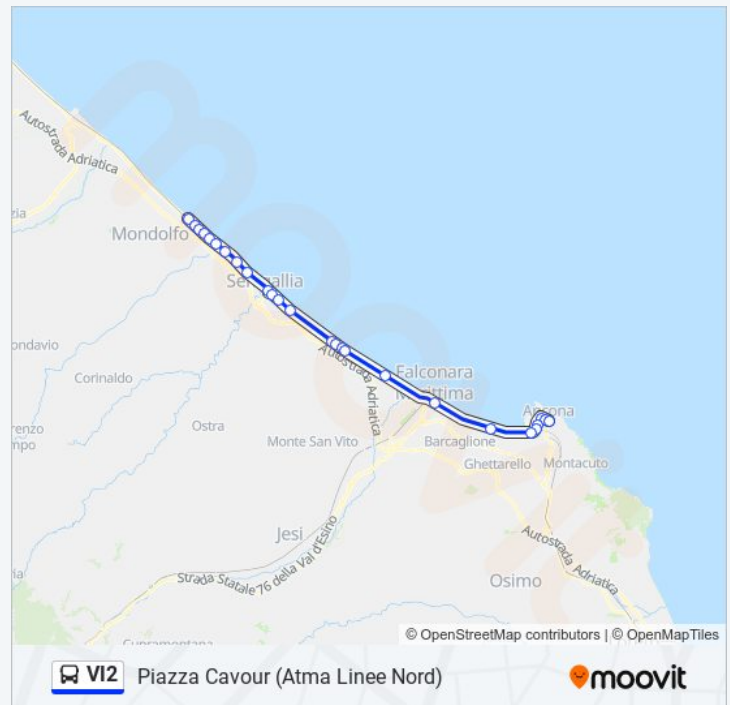 Autostrada Adriatica
Mondolfo
Senigallia
Autostrada Adriatica
Corinaldo
Falconara
Marittima
Ancona
Ostra
Monte San Vito
Barcaglione
Ghettarello
Montacuto
Jesi
Autostrada Adriatica
Strada Statale 76 della Val d'Esino
Osimo
© OpenStreetMap contributors | © OpenMapTiles
VI2 Piazza Cavour (Atma Linee Nord)
moovit